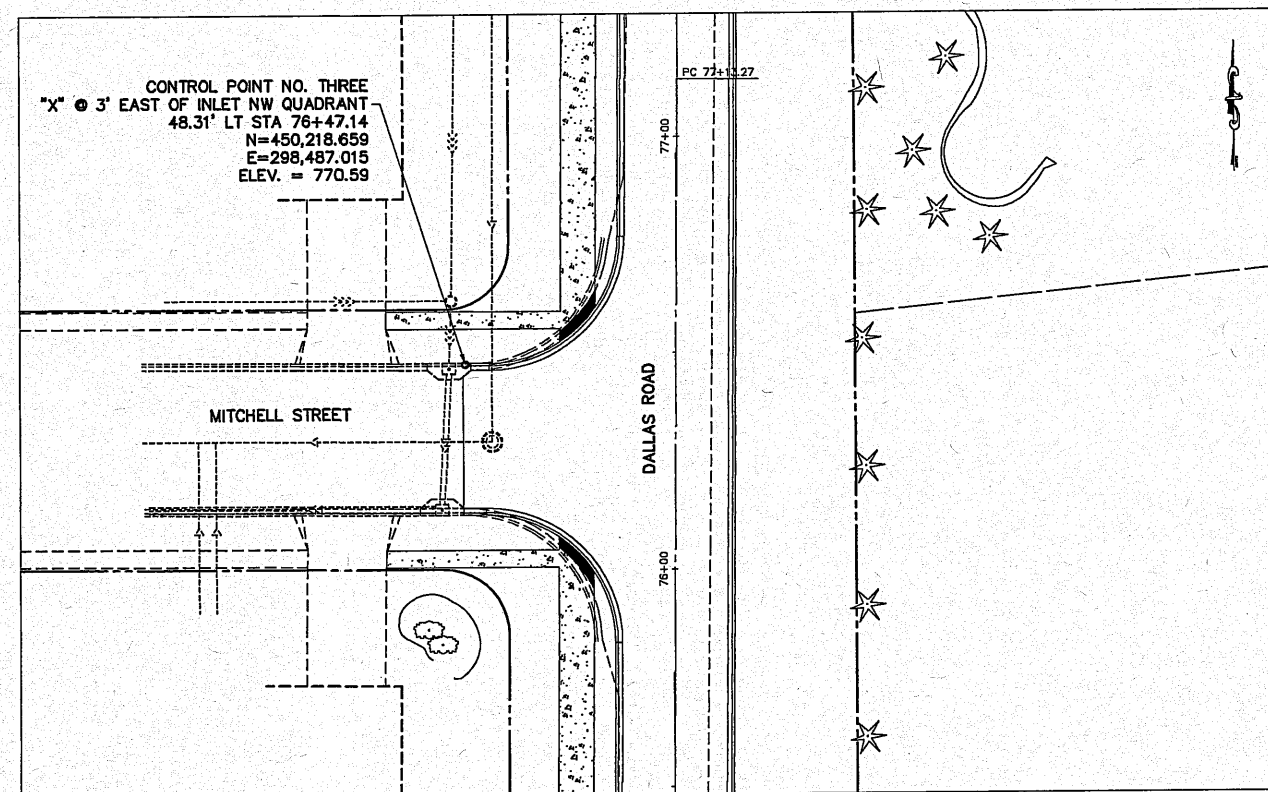 CONTROL POINT NO. THREE
"X" @ 3' EAST OF INLET NW QUADRANT
48.31' LT STA 76+47.14
N=450,218.659
E=298,487.015
ELEV. = 770.59
PC 77+13.27
77+00
MITCHELL STREET
DALLAS ROAD
76+00